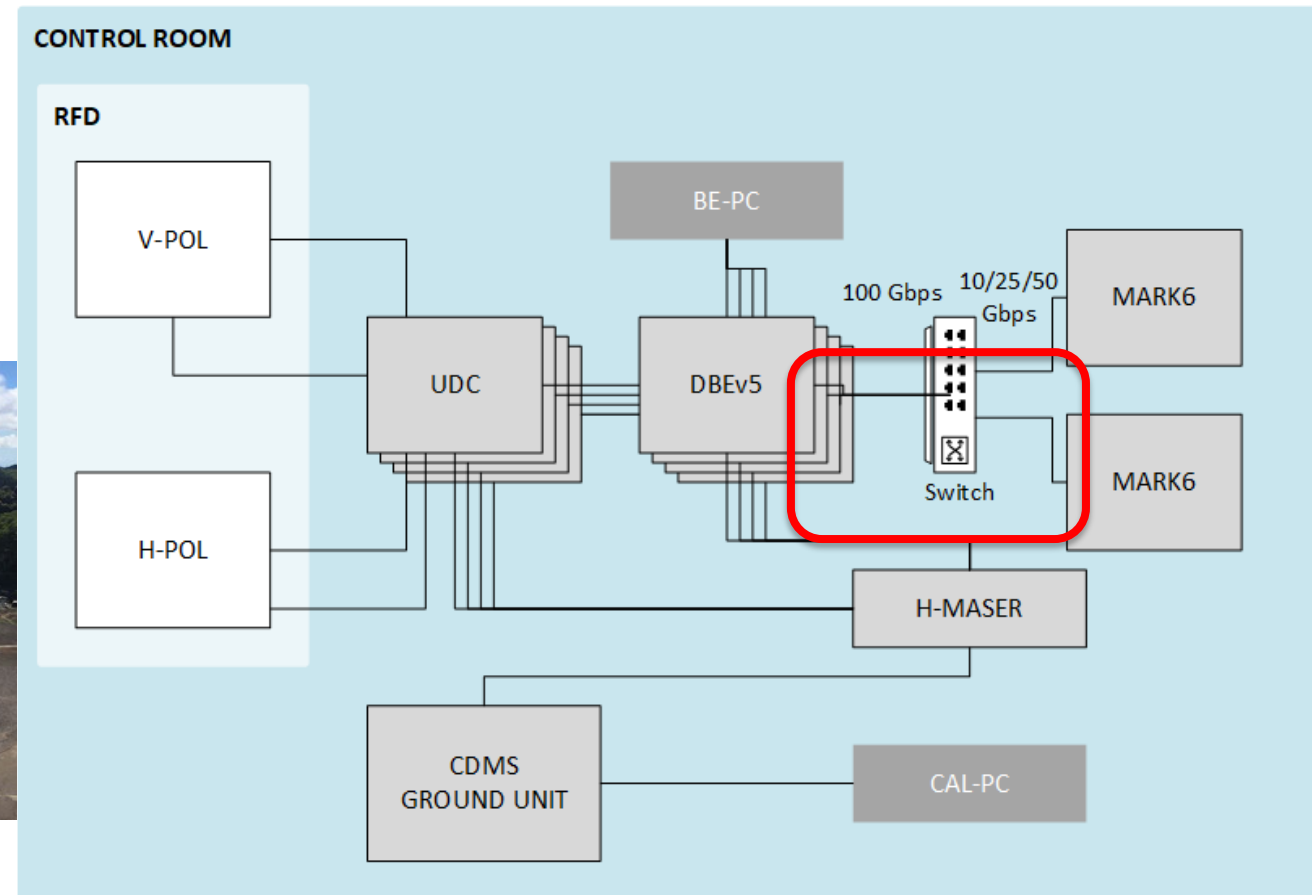 CONTROL ROOM
RFD
V-POL
H-POL
UDC
BE-PC
DBEv5
100 Gbps
10/25/50
Gbps
Switch
MARK6
MARK6
H-MASER
CDMS
GROUND UNIT
CAL-PC